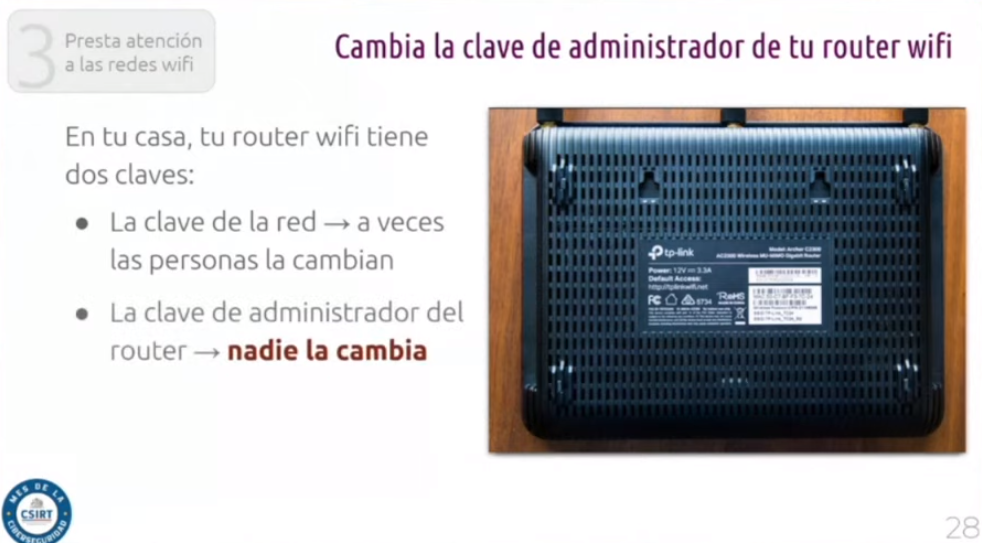 3 Presta atención
a las redes wifi
Cambia la clave de administrador de tu router wifi
En tu casa, tu router wifi tiene
dos claves:
● La clave de la red → a veces
las personas la cambian
● La clave de administrador del
router → nadie la cambia
tp-link
Model: Archer C2300
AC2300 Wireless MU-MIMO Gigabit Router
Power: 12V ⎓ 3.3A
Default Access:
http://tplinkwifi.net
FC
RoHS
MES DE LA
CSIRT
CIBERSEGURIDAD
28